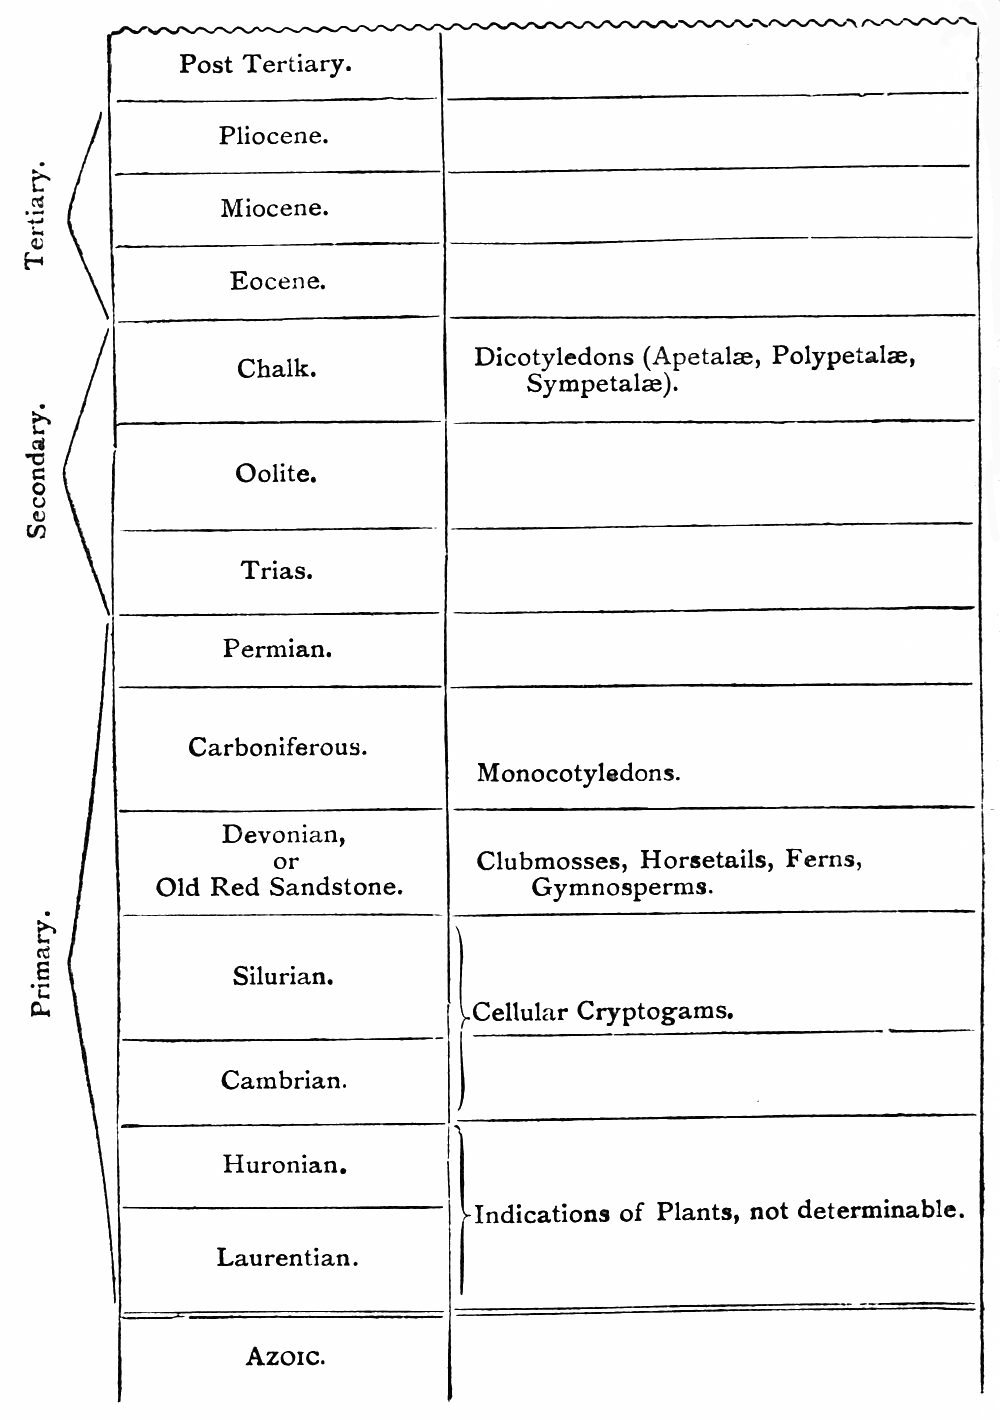 Post Tertiary.
Tertiary.
Pliocene.
Miocene.
Eocene.
Secondary.
Chalk.
Dicotyledons (Apetalæ, Polypetalæ,
Sympetalæ).
Oolite.
Trias.
Primary.
Permian.
Carboniferous.
Monocotyledons.
Devonian,
or
Old Red Sandstone.
Clubmosses, Horsetails, Ferns,
Gymnosperms.
Silurian.
Cellular Cryptogams.
Cambrian.
Huronian.
Indications of Plants, not determinable.
Laurentian.
AZOIC.